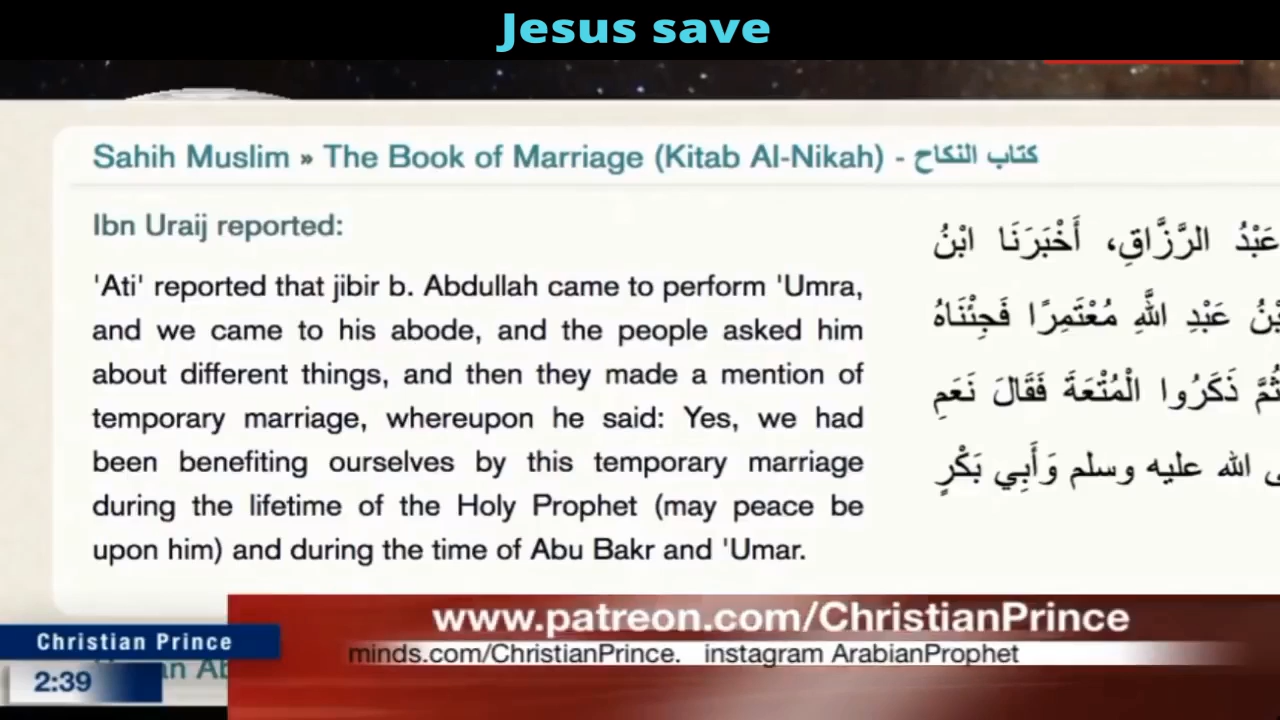 Jesus save
Sahih Muslim » The Book of Marriage (Kitab Al-Nikah) - كتاب النكاح
Ibn Uraij reported:
'Ati' reported that jibir b. Abdullah came to perform 'Umra,
and we came to his abode, and the people asked him
about different things, and then they made a mention of
temporary marriage, whereupon he said: Yes, we had
been benefiting ourselves by this temporary marriage
during the lifetime of the Holy Prophet (may peace be
upon him) and during the time of Abu Bakr and 'Umar.
عَبْدُ الرَّزَّاقِ، أَخْبَرَنَا ابْنُ
عَبْدِ اللَّهِ مُعْتَمِرًا فَجِئْنَاهُ
ذَكَرُوا الْمُتْعَةَ فَقَالَ نَعَمِ
الله عليه وسلم وَأَبِي بَكْرٍ
www.patreon.com/ChristianPrince
Christian Prince
minds.com/ChristianPrince. instagram ArabianProphet
2:39